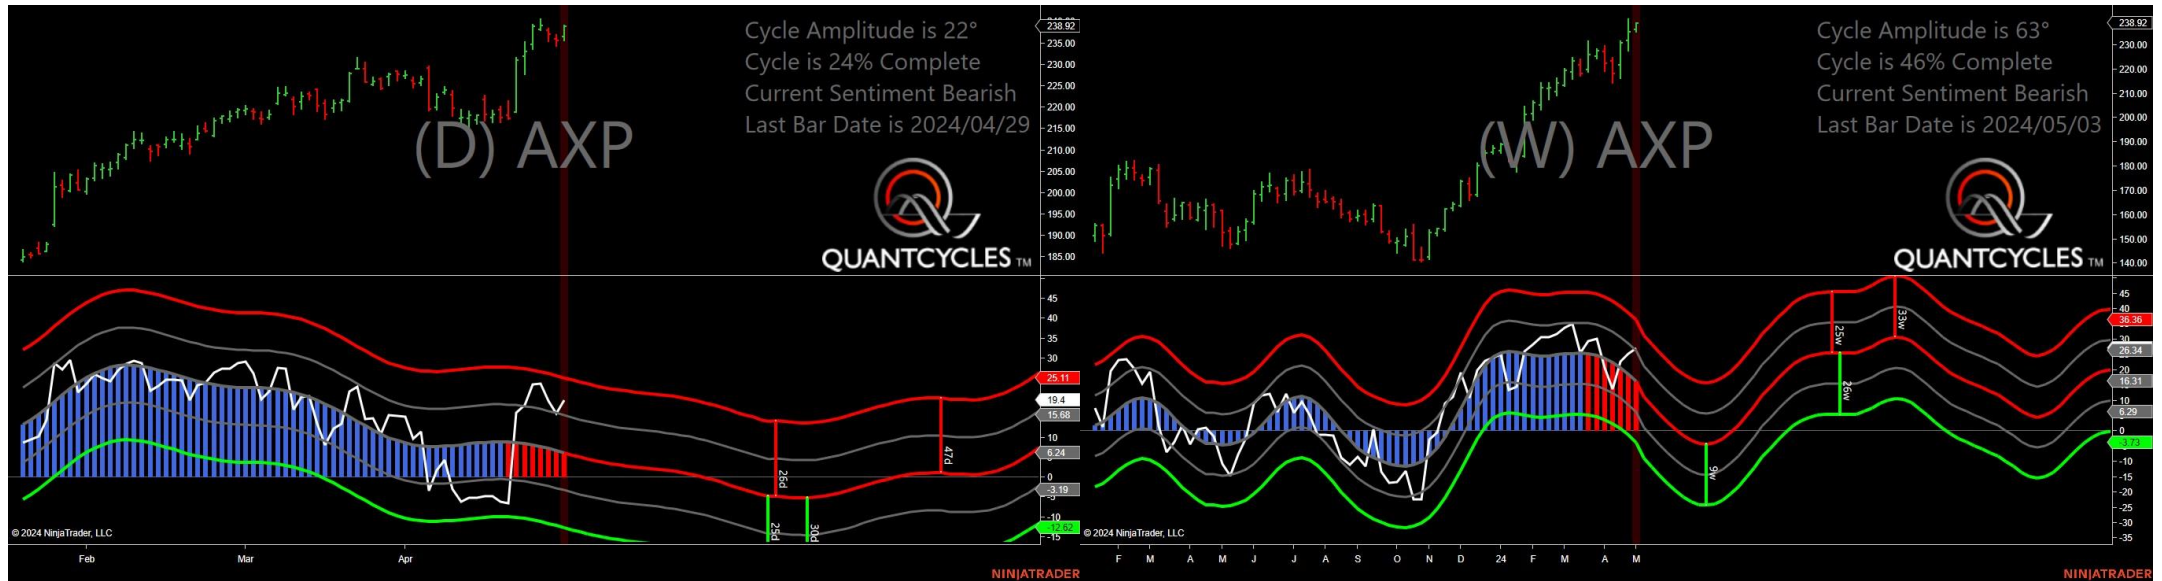 Cycle Amplitude is 22°
Cycle is 24% Complete
Current Sentiment Bearish
Last Bar Date is 2024/04/29
(D) AXP
QUANTCYCLES TM
238.92
235.00
230.00
225.00
220.00
215.00
210.00
205.00
200.00
195.00
190.00
185.00
45
40
35
30
25.11
19.4
15.68
10
6.24
0
-3.19
-10
-12.62
-15
26d
25d
30d
47d
© 2024 NinjaTrader, LLC
Feb Mar Apr
NINJATRADER
Cycle Amplitude is 63°
Cycle is 46% Complete
Current Sentiment Bearish
Last Bar Date is 2024/05/03
(W) AXP
QUANTCYCLES TM
238.92
230.00
220.00
210.00
200.00
190.00
180.00
170.00
160.00
150.00
140.00
45
40
36.36
30
26.34
20
16.31
10
6.29
0
-3.73
-10
-15
-20
-25
-30
-35
9w
25w
26w
33w
© 2024 NinjaTrader, LLC
F M A M J J A S O N D 24 F M A M
NINJATRADER